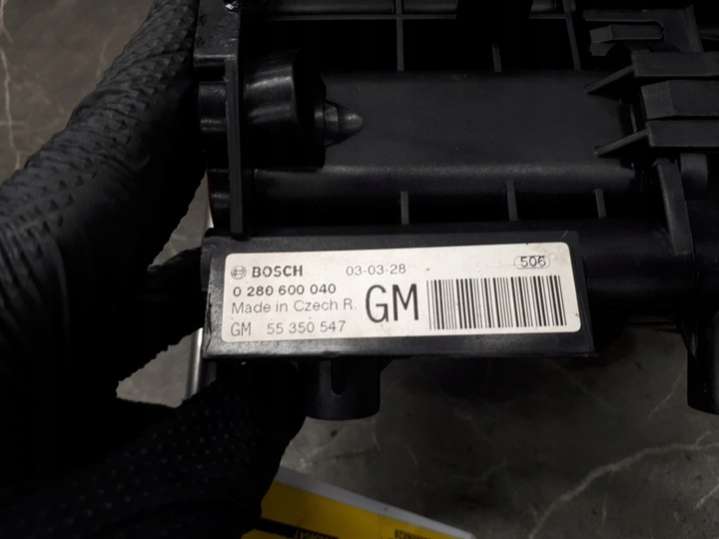 BOSCH 03-03-28 506
0 280 600 040
Made in Czech R.
GM 55 350 547
GM